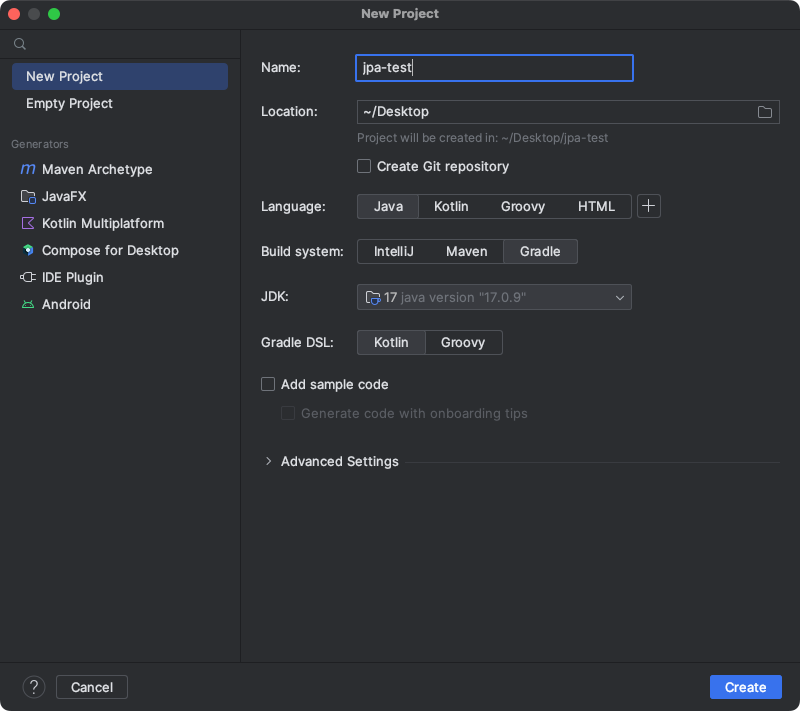 New Project
New Project
Empty Project
Generators
Maven Archetype
JavaFX
Kotlin Multiplatform
Compose for Desktop
IDE Plugin
Android
Name: jpa-test
Location: ~/Desktop
Project will be created in: ~/Desktop/jpa-test
Create Git repository
Language: Java Kotlin Groovy HTML +
Build system: IntelliJ Maven Gradle
JDK: 17 java version "17.0.9"
Gradle DSL: Kotlin Groovy
Add sample code
Generate code with onboarding tips
Advanced Settings
? Cancel Create